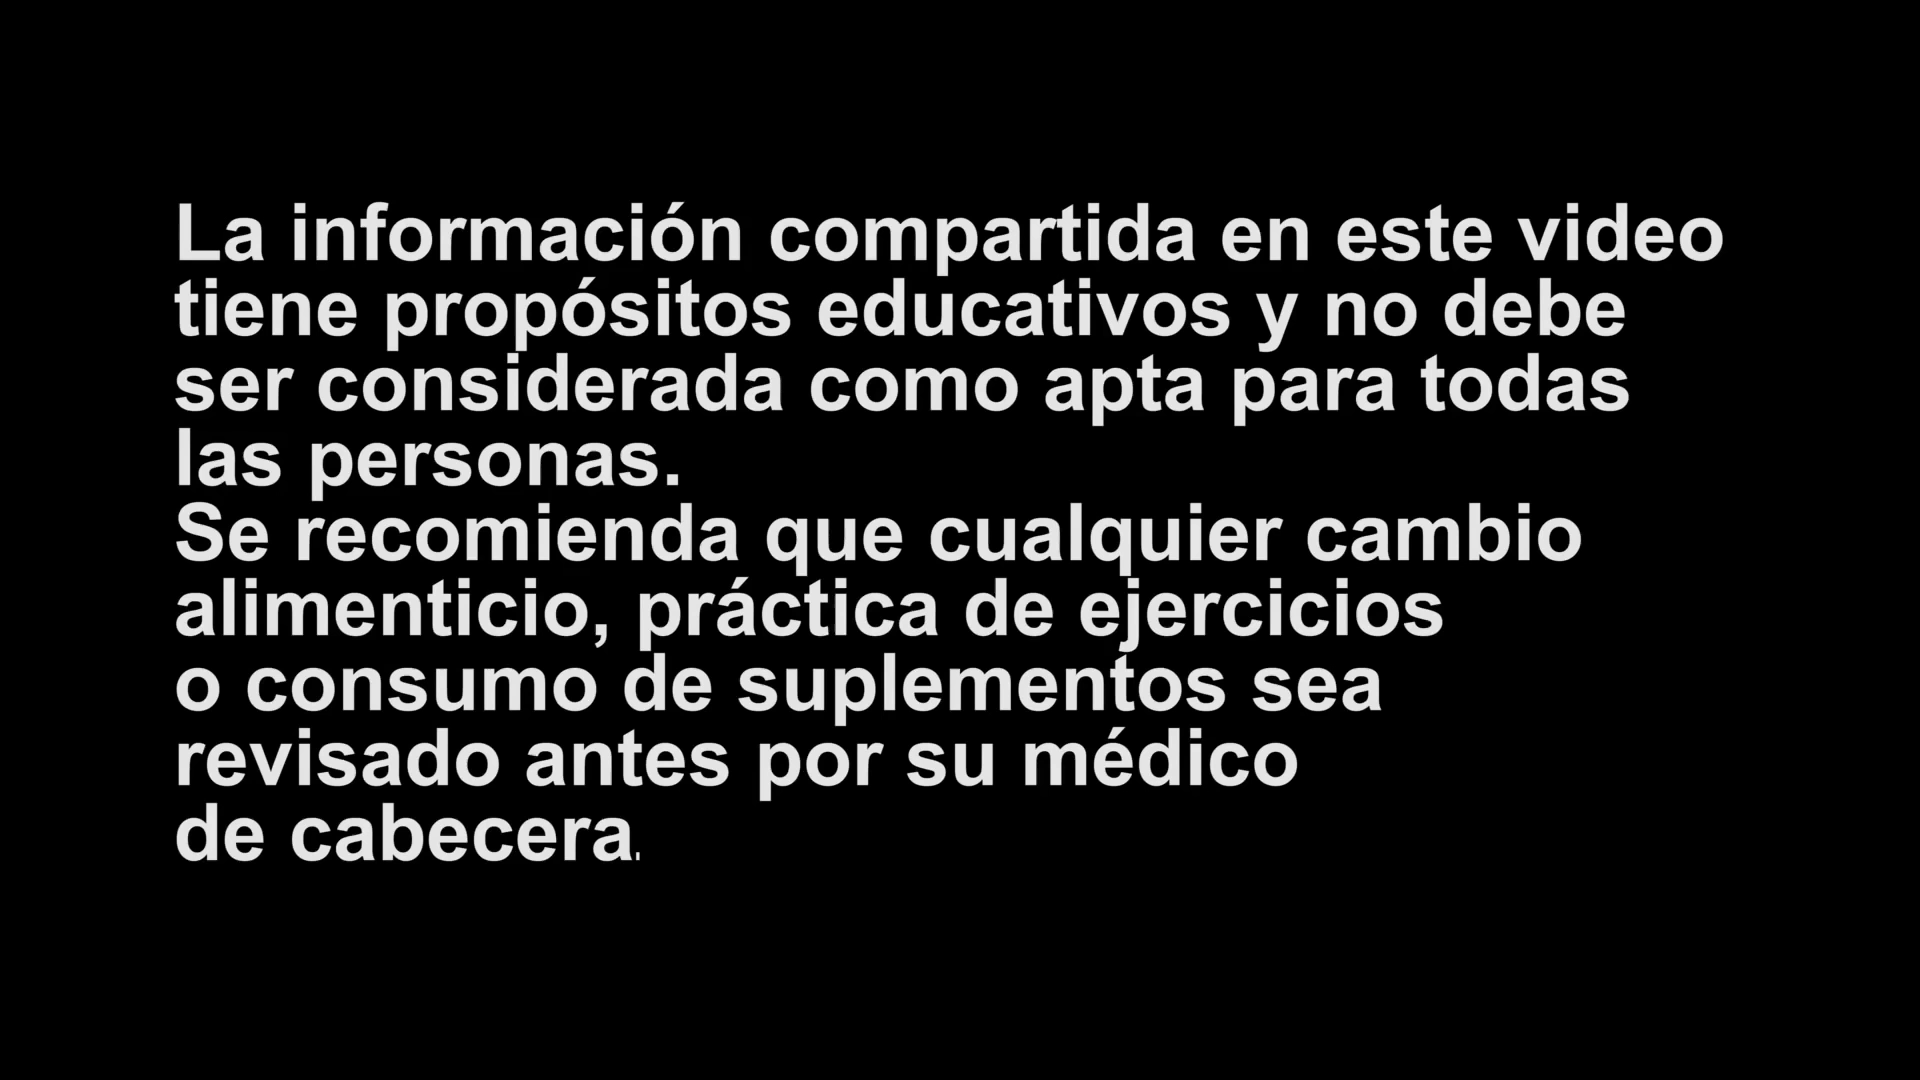 La información compartida en este video
tiene propósitos educativos y no debe
ser considerada como apta para todas
las personas.
Se recomienda que cualquier cambio
alimenticio, práctica de ejercicios
o consumo de suplementos sea
revisado antes por su médico
de cabecera.